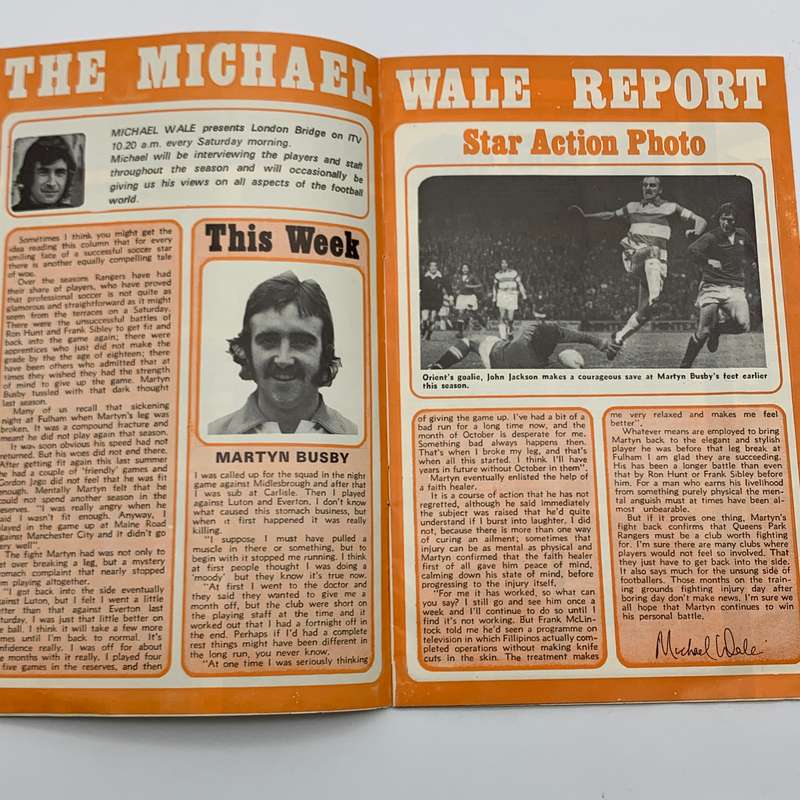 THE MICHAEL
MICHAEL WALE presents London Bridge on ITV
10.20 a.m. every Saturday morning.
Michael will be interviewing the players and staff
throughout the season and will occasionally be
giving us his views on all aspects of the football
world.
Sometimes I think you might get the
idea reading this column that for every
smiling face of a successful soccer star
there is another equally compelling tale
of woe.
Over the seasons Rangers have had
their share of players, who have proved
that professional soccer is not quite as
glamorous and straightforward as it might
seem from the terraces on a Saturday.
There were the unsuccessful battles of
Ron Hunt and Frank Sibley to get fit and
back into the game again; there were
apprentices who just did not make the
grade by the the age of eighteen; there
have been others who admitted that at
times they wished they had the strength
of mind to give up the game. Martyn
Busby tussled with that dark thought
last season.
Many of us recall that sickening
night at Fulham when Martyn's leg was
broken. It was a compound fracture and
meant he did not play again that season.
It was soon obvious his speed had not
returned. But his woes did not end there.
After getting fit again this last summer
he had a couple of 'friendly' games and
Gordon Jago did not feel that he was fit
enough. Mentally Martyn felt that he
could not spend another season in the
reserves. "I was really angry when he
said I wasn't fit enough. Anyway, I
played in the game up at Maine Road
against Manchester City and it didn't go
very well"
The fight Martyn had was not only to
get over breaking a leg, but a mystery
stomach complaint that nearly stopped
him playing altogether.
"I got back into the side eventually
against Luton, but I felt I went a little
better than that against Everton last
Saturday. I was just that little better on
the ball. I think it will take a few more
games until I'm back to normal. It's
confidence really. I was off for about
months with it really. I played four
five games in the reserves, and then
This Week
MARTYN BUSBY
I was called up for the squad in the night
game against Midlesbrough and after that
I was sub at Carlisle. Then I played
against Luton and Everton. I don't know
what caused this stomach business, but
when it first happened it was really
killing.
"I suppose I must have pulled a
muscle in there or something, but to
begin with it stopped me running. I think
at first people thought I was doing a
'moody' but they know it's true now.
"At first I went to the doctor and
they said they wanted to give me a
month off, but the club were short on
the playing staff at the time and it
worked out that I had a fortnight off in
the end. Perhaps if I'd had a complete
rest things might have been different in
the long run, you never know.
"At one time I was seriously thinking
WALE REPORT
Star Action Photo
Orient's goalie, John Jackson makes a courageous save at Martyn Busby's feet earlier
this season.
of giving the game up. I've had a bit of a
bad run for a long time now, and the
month of October is desperate for me.
Something bad always happens then.
That's when I broke my leg, and that's
when all this started. I think I'll have
years in future without October in them".
Martyn eventually enlisted the help of
a faith healer.
It is a course of action that he has not
regretted, although he said immediately
the subject was raised that he'd quite
understand if I burst into laughter, I did
not, because there is more than one way
of curing an ailment; sometimes that
injury can be as mental as physical and
Martyn confirmed that the faith healer
first of all gave him peace of mind,
calming down his state of mind, before
progressing to the injury itself.
"For me it has worked, so what can
you say? I still go and see him once a
week and I'll continue to do so until I
find it's not working. But Frank McLin-
tock told me he'd seen a programme on
television in which Filipinos actually com-
pleted operations without making knife
cuts in the skin. The treatment makes
me very relaxed and makes me feel
better".
Whatever means are employed to bring
Martyn back to the elegant and stylish
player he was before that leg break at
Fulham I am glad they are succeeding.
His has been a longer battle than even
that by Ron Hunt or Frank Sibley before
him. For a man who earns his livelihood
from something purely physical the men-
tal anguish must at times have been al-
most unbearable.
But if it proves one thing, Martyn's
fight back confirms that Queens Park
Rangers must be a club worth fighting
for. I'm sure there are many clubs where
players would not feel so involved. That
they just have to get back into the side.
It also says much for the unsung side of
footballers. Those months on the train-
ing grounds fighting injury day after
boring day don't make news, I'm sure we
all hope that Martyn continues to win
his personal battle.
Michael Wale